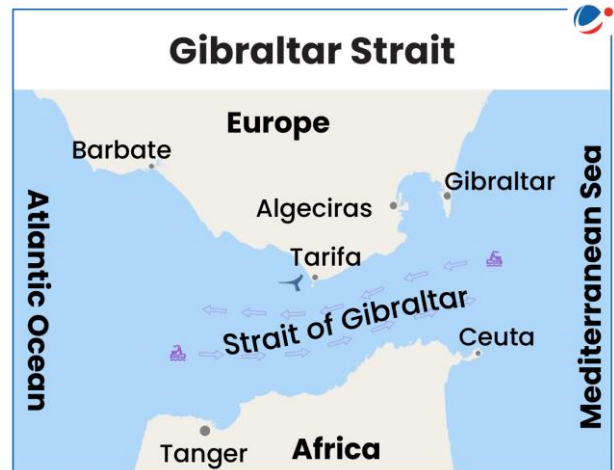 Gibraltar Strait
Europe
Barbate
Gibraltar
Algeciras
Tarifa
Atlantic Ocean
Mediterranean Sea
Strait of Gibraltar
Ceuta
Tanger
Africa